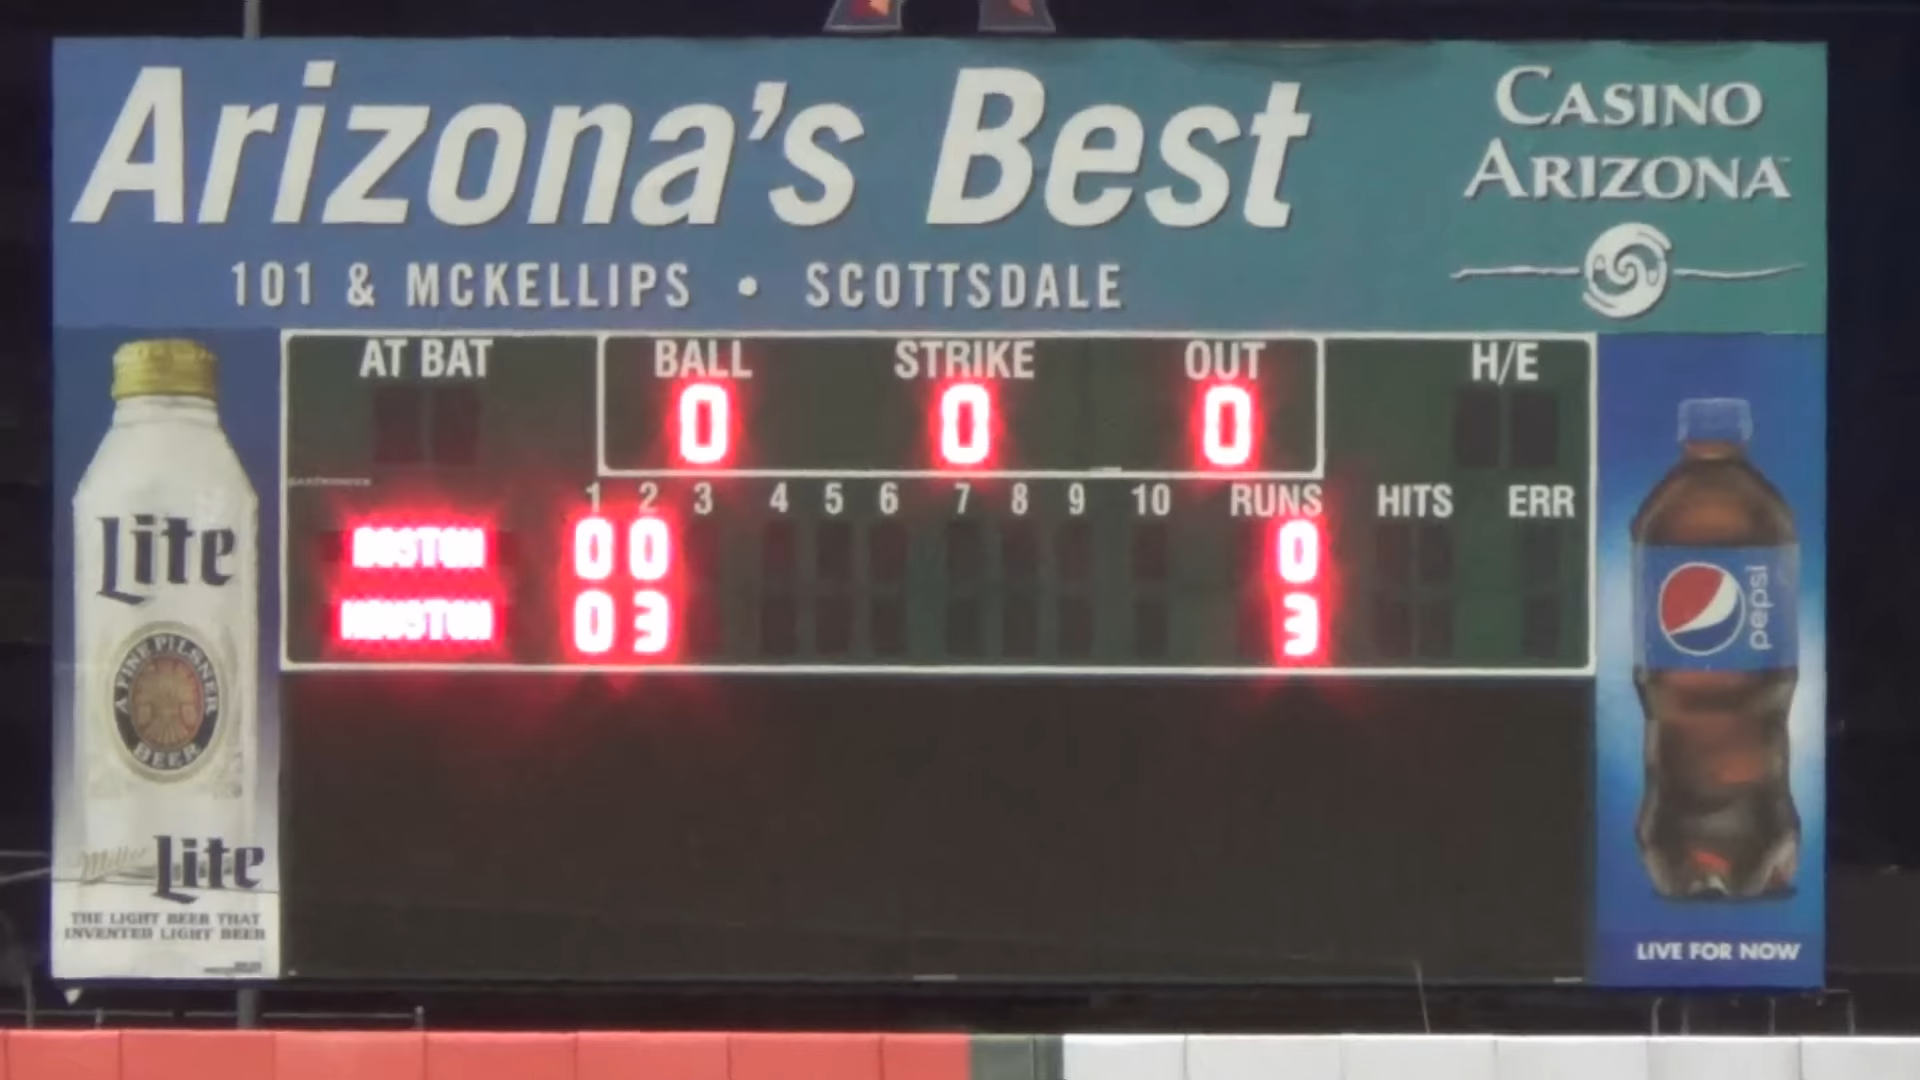 Arizona's Best
CASINO
ARIZONA
101 & MCKELLIPS • SCOTTSDALE
AT BAT BALL STRIKE OUT H/E
0 0 0
1 2 3 4 5 6 7 8 9 10 RUNS HITS ERR
BOSTON 0 0 0
HOUSTON 0 3 3
Lite
A FINE PILSNER
BEER
Miller Lite
THE LIGHT BEER THAT
INVENTED LIGHT BEER
pepsi
LIVE FOR NOW